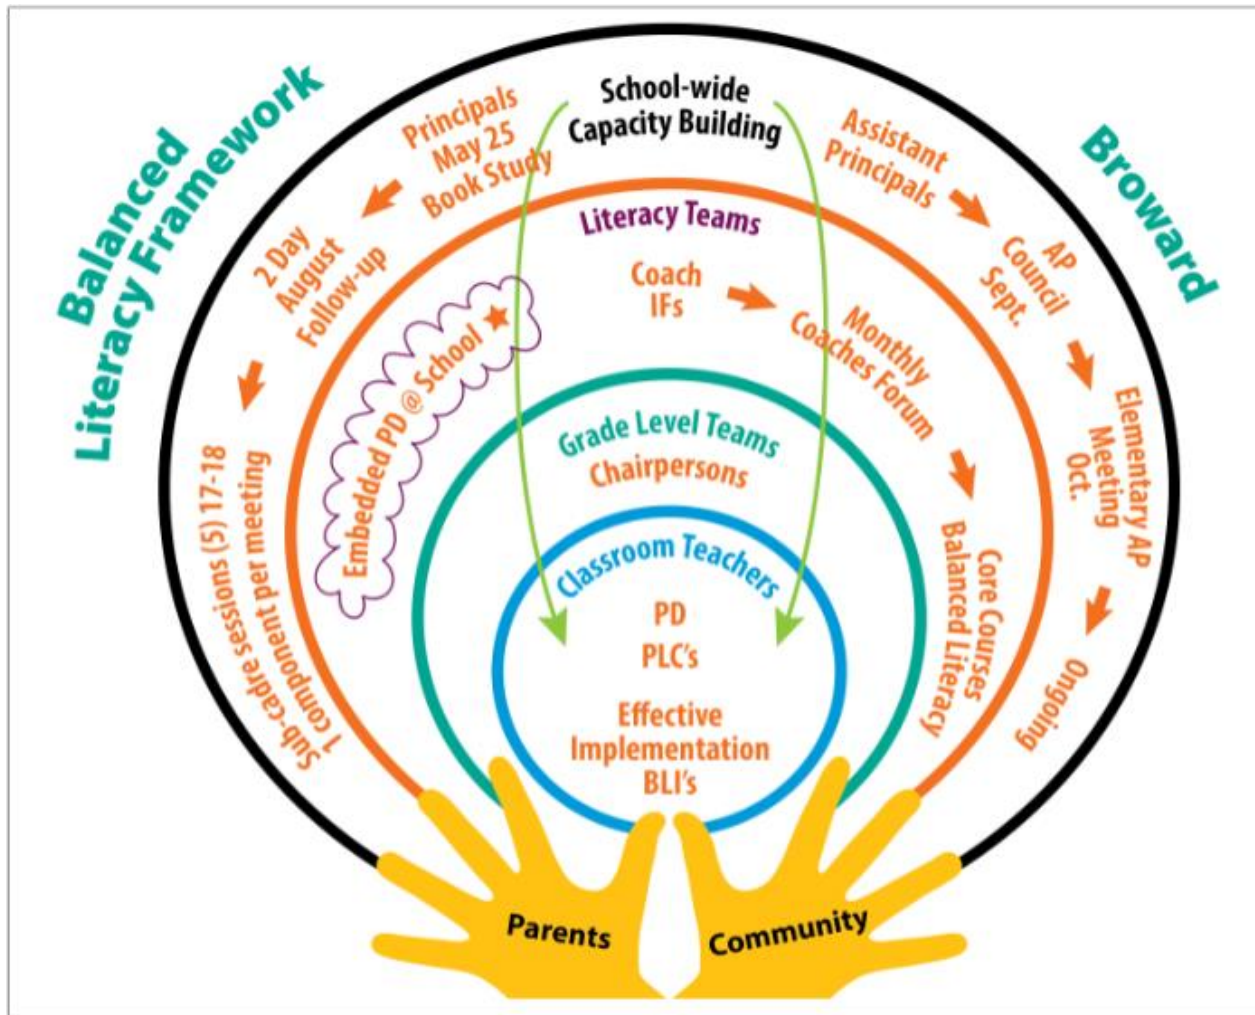 Balanced
Literacy Framework
Broward
School-wide
Capacity Building
Principals
May 25
Book Study
2 Day
August
Follow-up
Sub-cadre sessions (5) 17-18
1 component per meeting
Assistant
Principals
AP
Council
Sept.
Elementary AP
Meeting
Oct.
Ongoing
Literacy Teams
Embedded PD @ School
Coach
IFs
Monthly
Coaches Forum
Core Courses
Balanced Literacy
Grade Level Teams
Chairpersons
Classroom Teachers
PD
PLC's
Effective
Implementation
BLI's
Parents
Community